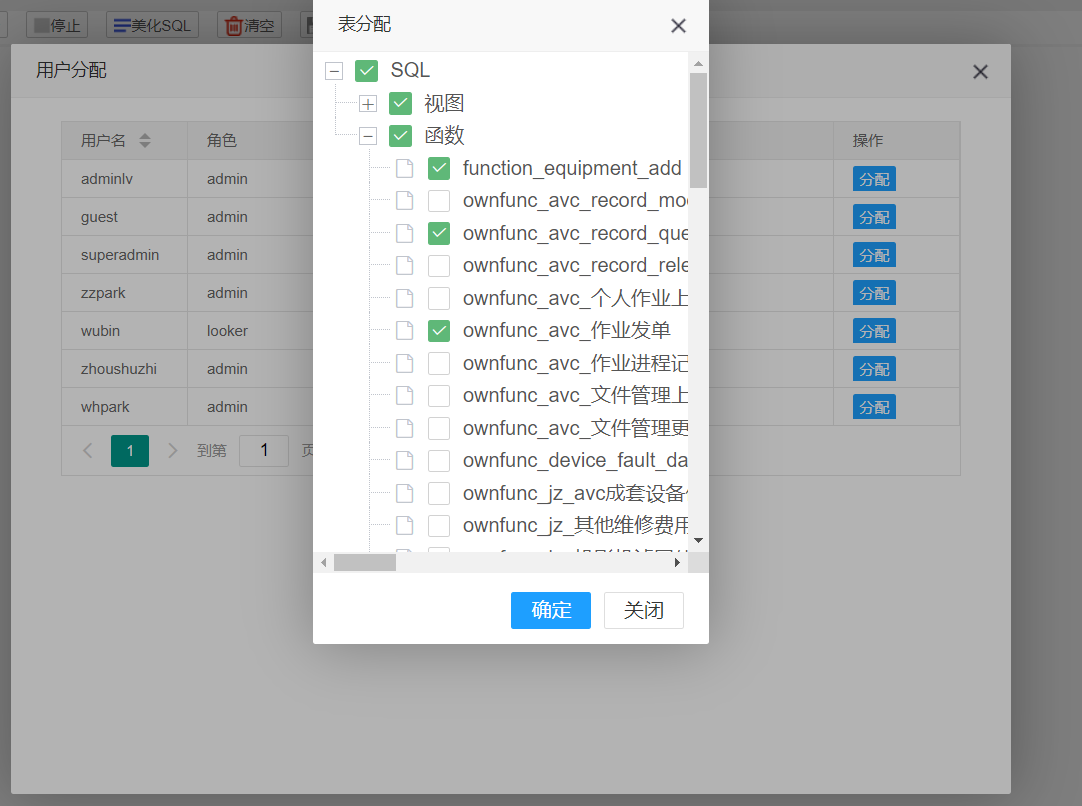 停止
美化SQL
清空
用户分配
用户名
角色
操作
adminlv
admin
分配
guest
admin
分配
superadmin
admin
分配
zzpark
admin
分配
wubin
looker
分配
zhoushuzhi
admin
分配
whpark
admin
分配
1
到第
1
页
表分配
SQL
视图
函数
function_equipment_add
ownfunc_avc_record_mo
ownfunc_avc_record_que
ownfunc_avc_record_rele
ownfunc_avc_个人作业上
ownfunc_avc_作业发单
ownfunc_avc_作业进程记
ownfunc_avc_文件管理上
ownfunc_avc_文件管理更
ownfunc_device_fault_da
ownfunc_jz_avc成套设备
ownfunc_jz_其他维修费用
确定
关闭